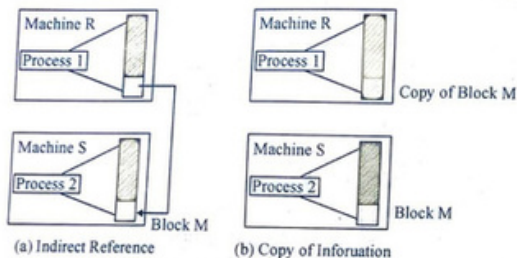 Machine R
Process 1
Machine S
Process 2
Block M
(a) Indirect Reference
Machine R
Process 1
Copy of Block M
Machine S
Process 2
Block M
(b) Copy of Inforuation